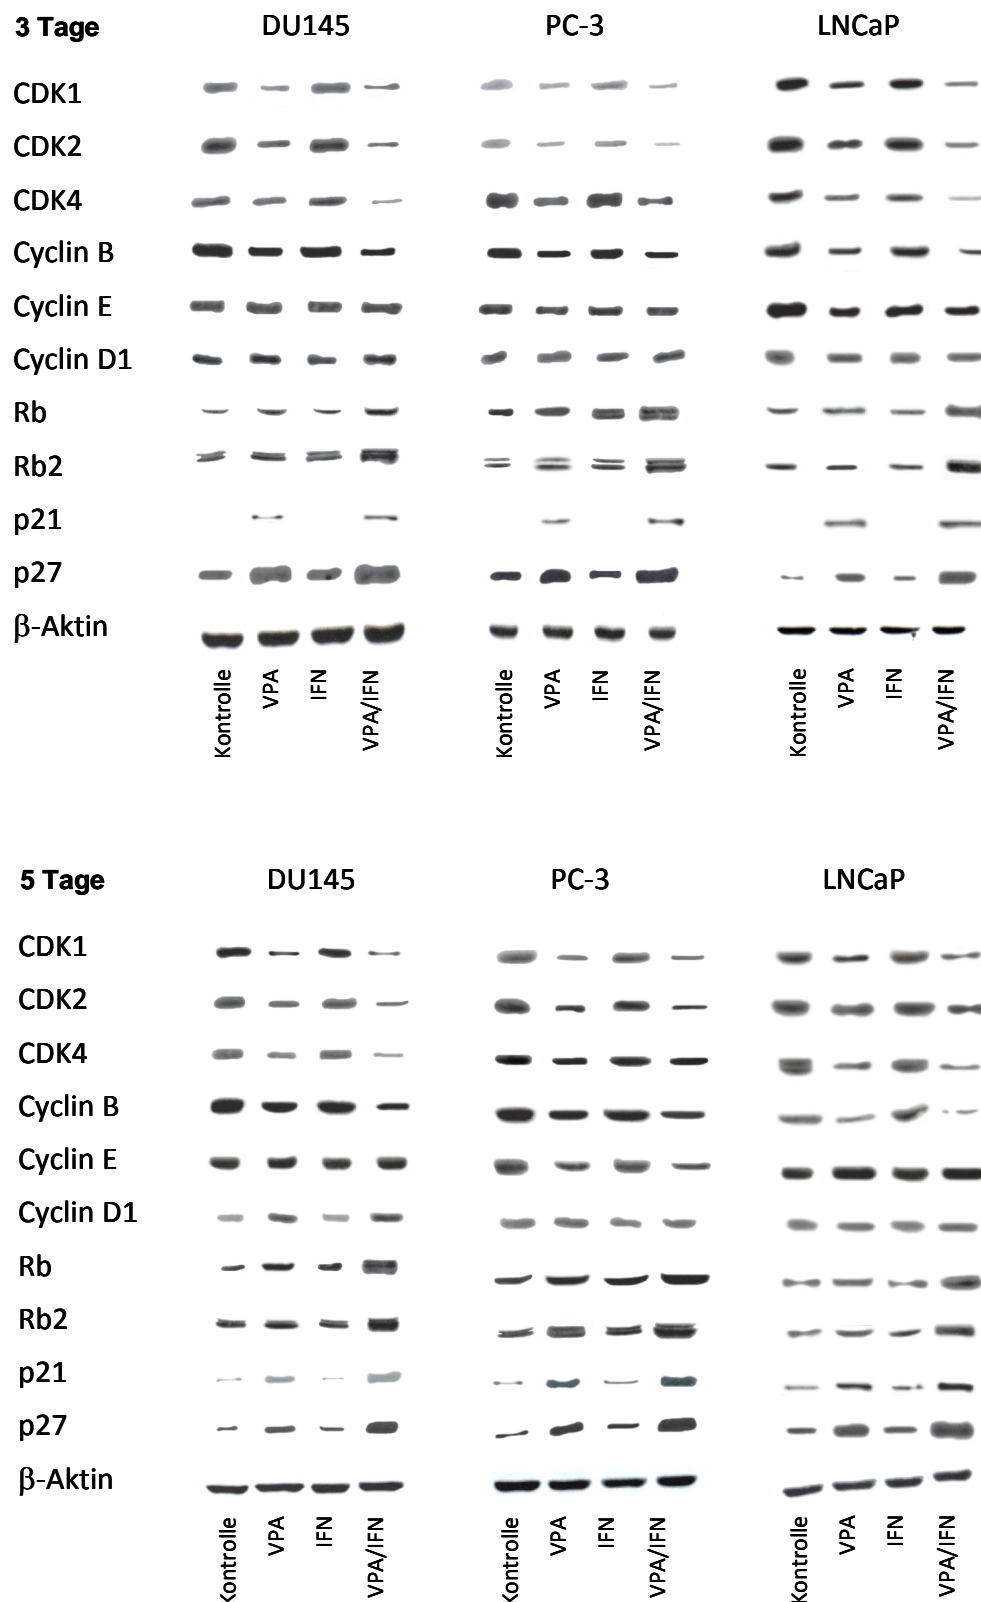 3 Tage DU145 PC-3 LNCaP
CDK1
CDK2
CDK4
Cyclin B
Cyclin E
Cyclin D1
Rb
Rb2
p21
p27
β-Aktin
Kontrolle VPA IFN VPA/IFN Kontrolle VPA IFN VPA/IFN Kontrolle VPA IFN VPA/IFN
5 Tage DU145 PC-3 LNCaP
CDK1
CDK2
CDK4
Cyclin B
Cyclin E
Cyclin D1
Rb
Rb2
p21
p27
β-Aktin
Kontrolle VPA IFN VPA/IFN Kontrolle VPA IFN VPA/IFN Kontrolle VPA IFN VPA/IFN